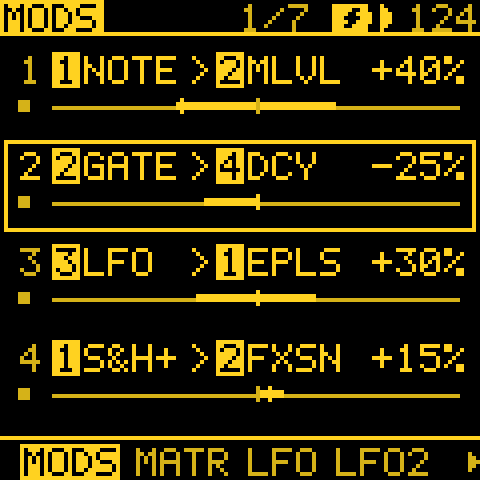 MODS 1/7 124
1 1NOTE >2MLVL +40%
2 2GATE >4DCY -25%
3 3LFO >1EPLS +30%
4 1S&H+ >2FXSN +15%
MODS MATR LFO LFO2